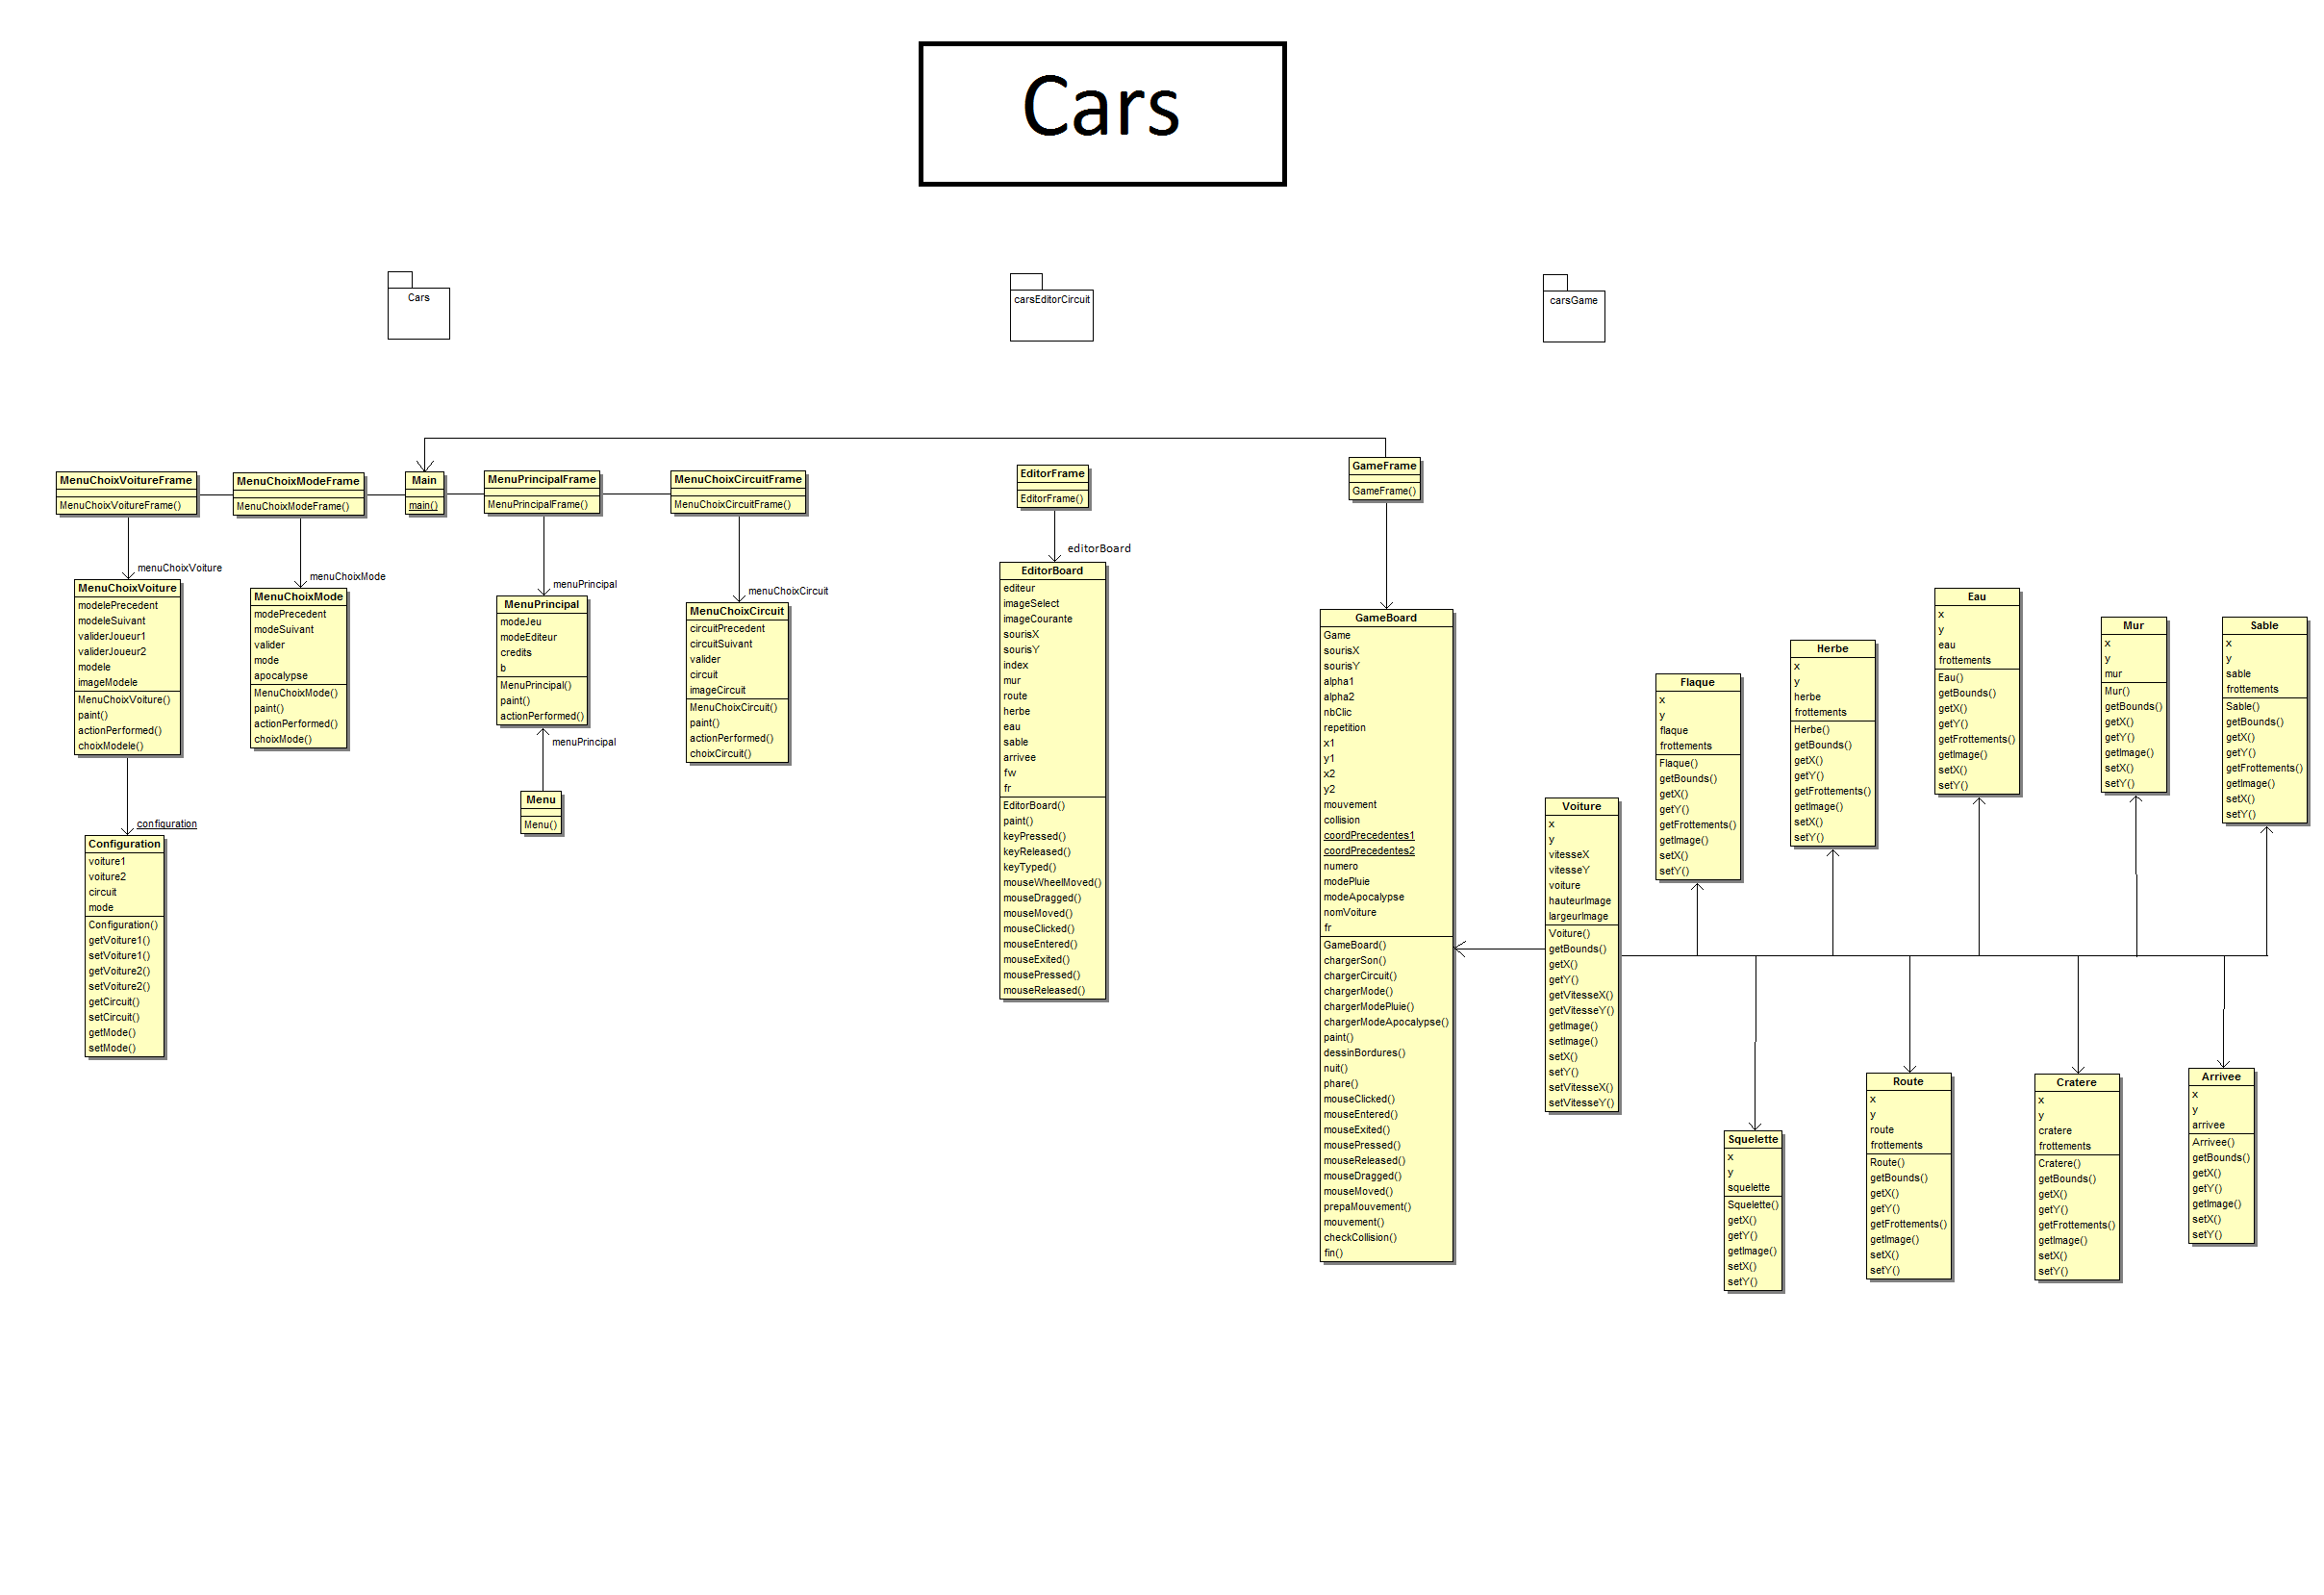 Cars
Cars
carsEditorCircuit
carsGame
MenuChoixVoitureFrame
MenuChoixVoitureFrame()
MenuChoixModeFrame
MenuChoixModeFrame()
Main
main()
MenuPrincipalFrame
MenuPrincipalFrame()
MenuChoixCircuitFrame
MenuChoixCircuitFrame()
EditorFrame
EditorFrame()
GameFrame
GameFrame()
menuChoixVoiture
MenuChoixVoiture
modelePrecedent
modeleSuivant
validerJoueur1
validerJoueur2
modele
imageModele
MenuChoixVoiture()
paint()
actionPerformed()
choixModele()
configuration
Configuration
voiture1
voiture2
circuit
mode
Configuration()
getVoiture1()
setVoiture1()
getVoiture2()
setVoiture2()
getCircuit()
setCircuit()
getMode()
setMode()
menuChoixMode
MenuChoixMode
modePrecedent
modeSuivant
valider
mode
apocalypse
MenuChoixMode()
paint()
actionPerformed()
choixMode()
menuPrincipal
MenuPrincipal
modeJeu
modeEditeur
credits
b
MenuPrincipal()
paint()
actionPerformed()
menuPrincipal
Menu
Menu()
menuChoixCircuit
MenuChoixCircuit
circuitPrecedent
circuitSuivant
valider
circuit
imageCircuit
MenuChoixCircuit()
paint()
actionPerformed()
choixCircuit()
editorBoard
EditorBoard
editeur
imageSelect
imageCourante
sourisX
sourisY
index
mur
route
herbe
eau
sable
arrivee
fw
fr
EditorBoard()
paint()
keyPressed()
keyReleased()
keyTyped()
mouseWheelMoved()
mouseDragged()
mouseMoved()
mouseClicked()
mouseEntered()
mouseExited()
mousePressed()
mouseReleased()
GameBoard
Game
sourisX
sourisY
alpha1
alpha2
nbClic
repetition
x1
y1
x2
y2
mouvement
collision
coordPrecedentes1
coordPrecedentes2
numero
modePluie
modeApocalypse
nomVoiture
fr
GameBoard()
chargerSon()
chargerCircuit()
chargerMode()
chargerModePluie()
chargerModeApocalypse()
paint()
dessinBordures()
nuit()
phare()
mouseClicked()
mouseEntered()
mouseExited()
mousePressed()
mouseReleased()
mouseDragged()
mouseMoved()
prepaMouvement()
mouvement()
checkCollision()
fin()
Voiture
x
y
vitesseX
vitesseY
voiture
hauteurImage
largeurImage
Voiture()
getBounds()
getX()
getY()
getVitesseX()
getVitesseY()
getImage()
setImage()
setX()
setY()
setVitesseX()
setVitesseY()
Flaque
x
y
flaque
frottements
Flaque()
getBounds()
getX()
getY()
getFrottements()
getImage()
setX()
setY()
Herbe
x
y
herbe
frottements
Herbe()
getBounds()
getX()
getY()
getFrottements()
getImage()
setX()
setY()
Eau
x
y
eau
frottements
Eau()
getBounds()
getX()
getY()
getFrottements()
getImage()
setX()
setY()
Mur
x
y
mur
Mur()
getBounds()
getX()
getY()
getImage()
setX()
setY()
Sable
x
y
sable
frottements
Sable()
getBounds()
getX()
getY()
getFrottements()
getImage()
setX()
setY()
Squelette
x
y
squelette
Squelette()
getX()
getY()
getImage()
setX()
setY()
Route
x
y
route
frottements
Route()
getBounds()
getX()
getY()
getFrottements()
getImage()
setX()
setY()
Cratere
x
y
cratere
frottements
Cratere()
getBounds()
getX()
getY()
getFrottements()
getImage()
setX()
setY()
Arrivee
x
y
arrivee
Arrivee()
getBounds()
getX()
getY()
getImage()
setX()
setY()